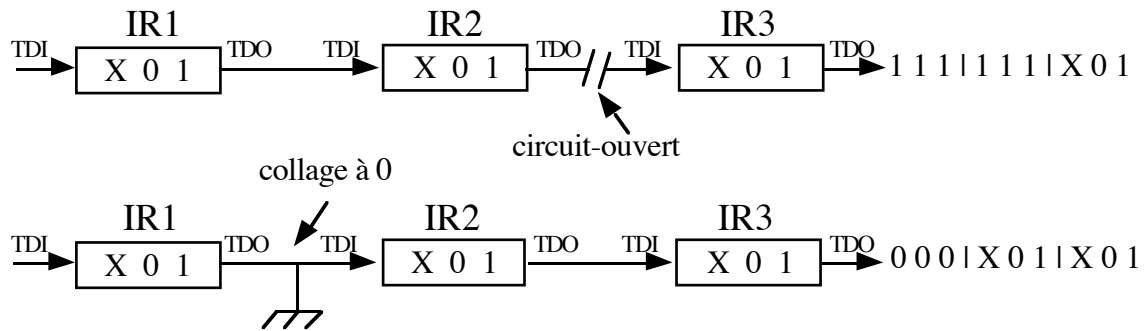 IR1 IR2 IR3
TDI TDO TDI TDO TDI TDO
X 0 1 X 0 1 X 0 1 1 1 1 | 1 1 1 | X 0 1
circuit-ouvert
collage à 0
IR1 IR2 IR3
TDI TDO TDI TDO TDI TDO
X 0 1 X 0 1 X 0 1 0 0 0 | X 0 1 | X 0 1